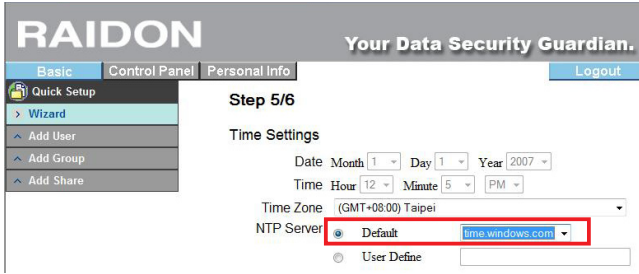 RAIDON
Your Data Security Guardian.
Basic Control Panel Personal Info Logout
Quick Setup
> Wizard
Add User
Add Group
Add Share
Step 5/6
Time Settings
Date Month 1 Day 1 Year 2007
Time Hour 12 Minute 5 PM
Time Zone (GMT+08:00) Taipei
NTP Server Default time.windows.com
User Define